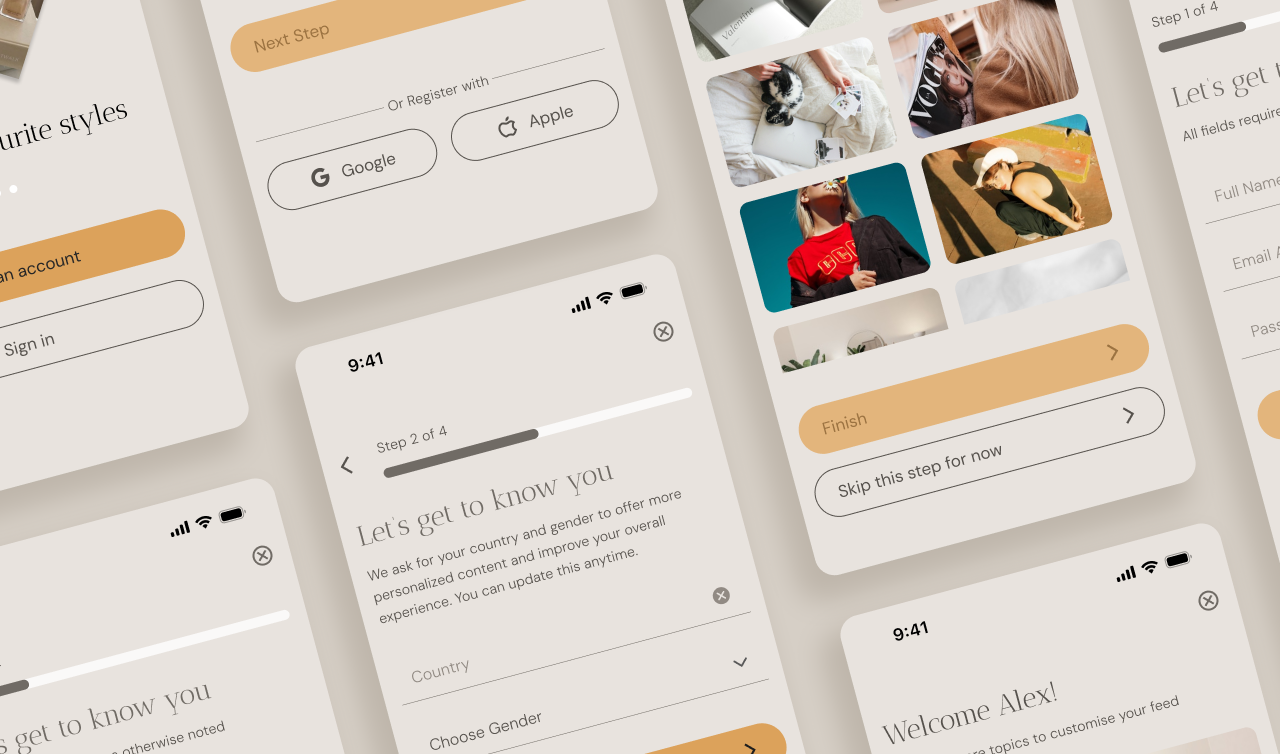 urite styles
an account
Sign in
Next Step
Or Register with
Google
Apple
9:41
Step 2 of 4
Let's get to know you
We ask for your country and gender to offer more
personalized content and improve your overall
experience. You can update this anytime.
Country
Choose Gender
get to know you
otherwise noted
Valentine
VOGUE
Finish
Skip this step for now
9:41
Welcome Alex!
topics to customise your feed
Step 1 of 4
Let's get
All fields require
Full Name
Email A
Pass